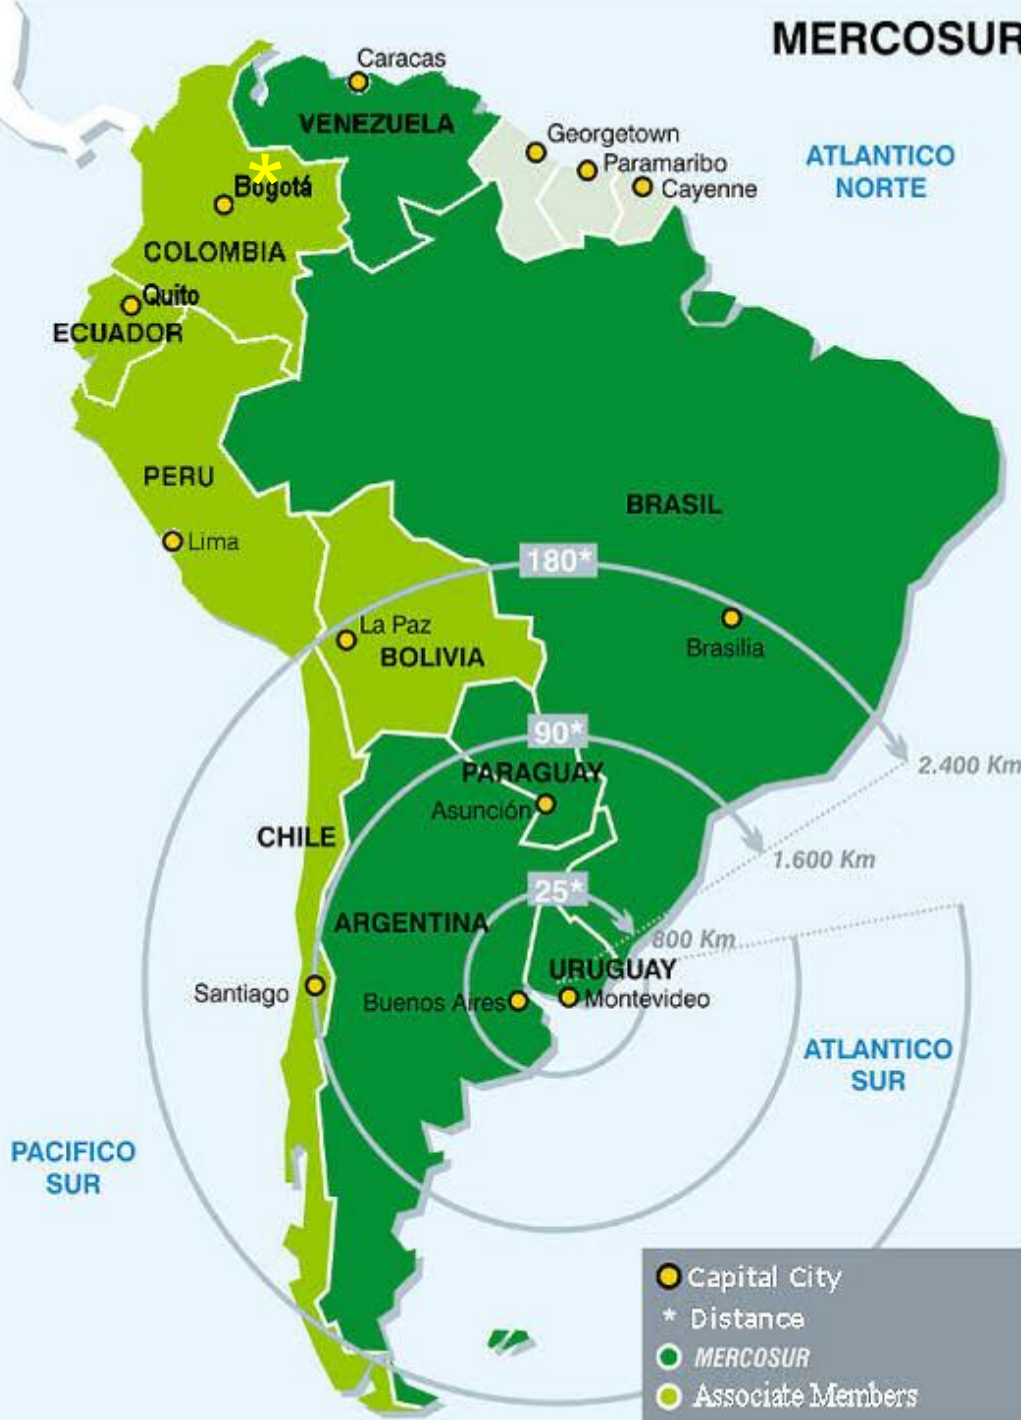 MERCOSUR
Caracas
VENEZUELA
Georgetown
Paramaribo
Cayenne
ATLANTICO
NORTE
*
Bogotá
COLOMBIA
Quito
ECUADOR
PERU
Lima
BRASIL
180*
Brasilia
La Paz
BOLIVIA
90*
2.400 Km
PARAGUAY
Asunción
CHILE
1.600 Km
25*
ARGENTINA
800 Km
URUGUAY
Santiago
Buenos Aires
Montevideo
ATLANTICO
SUR
PACIFICO
SUR
Capital City
* Distance
MERCOSUR
Associate Members